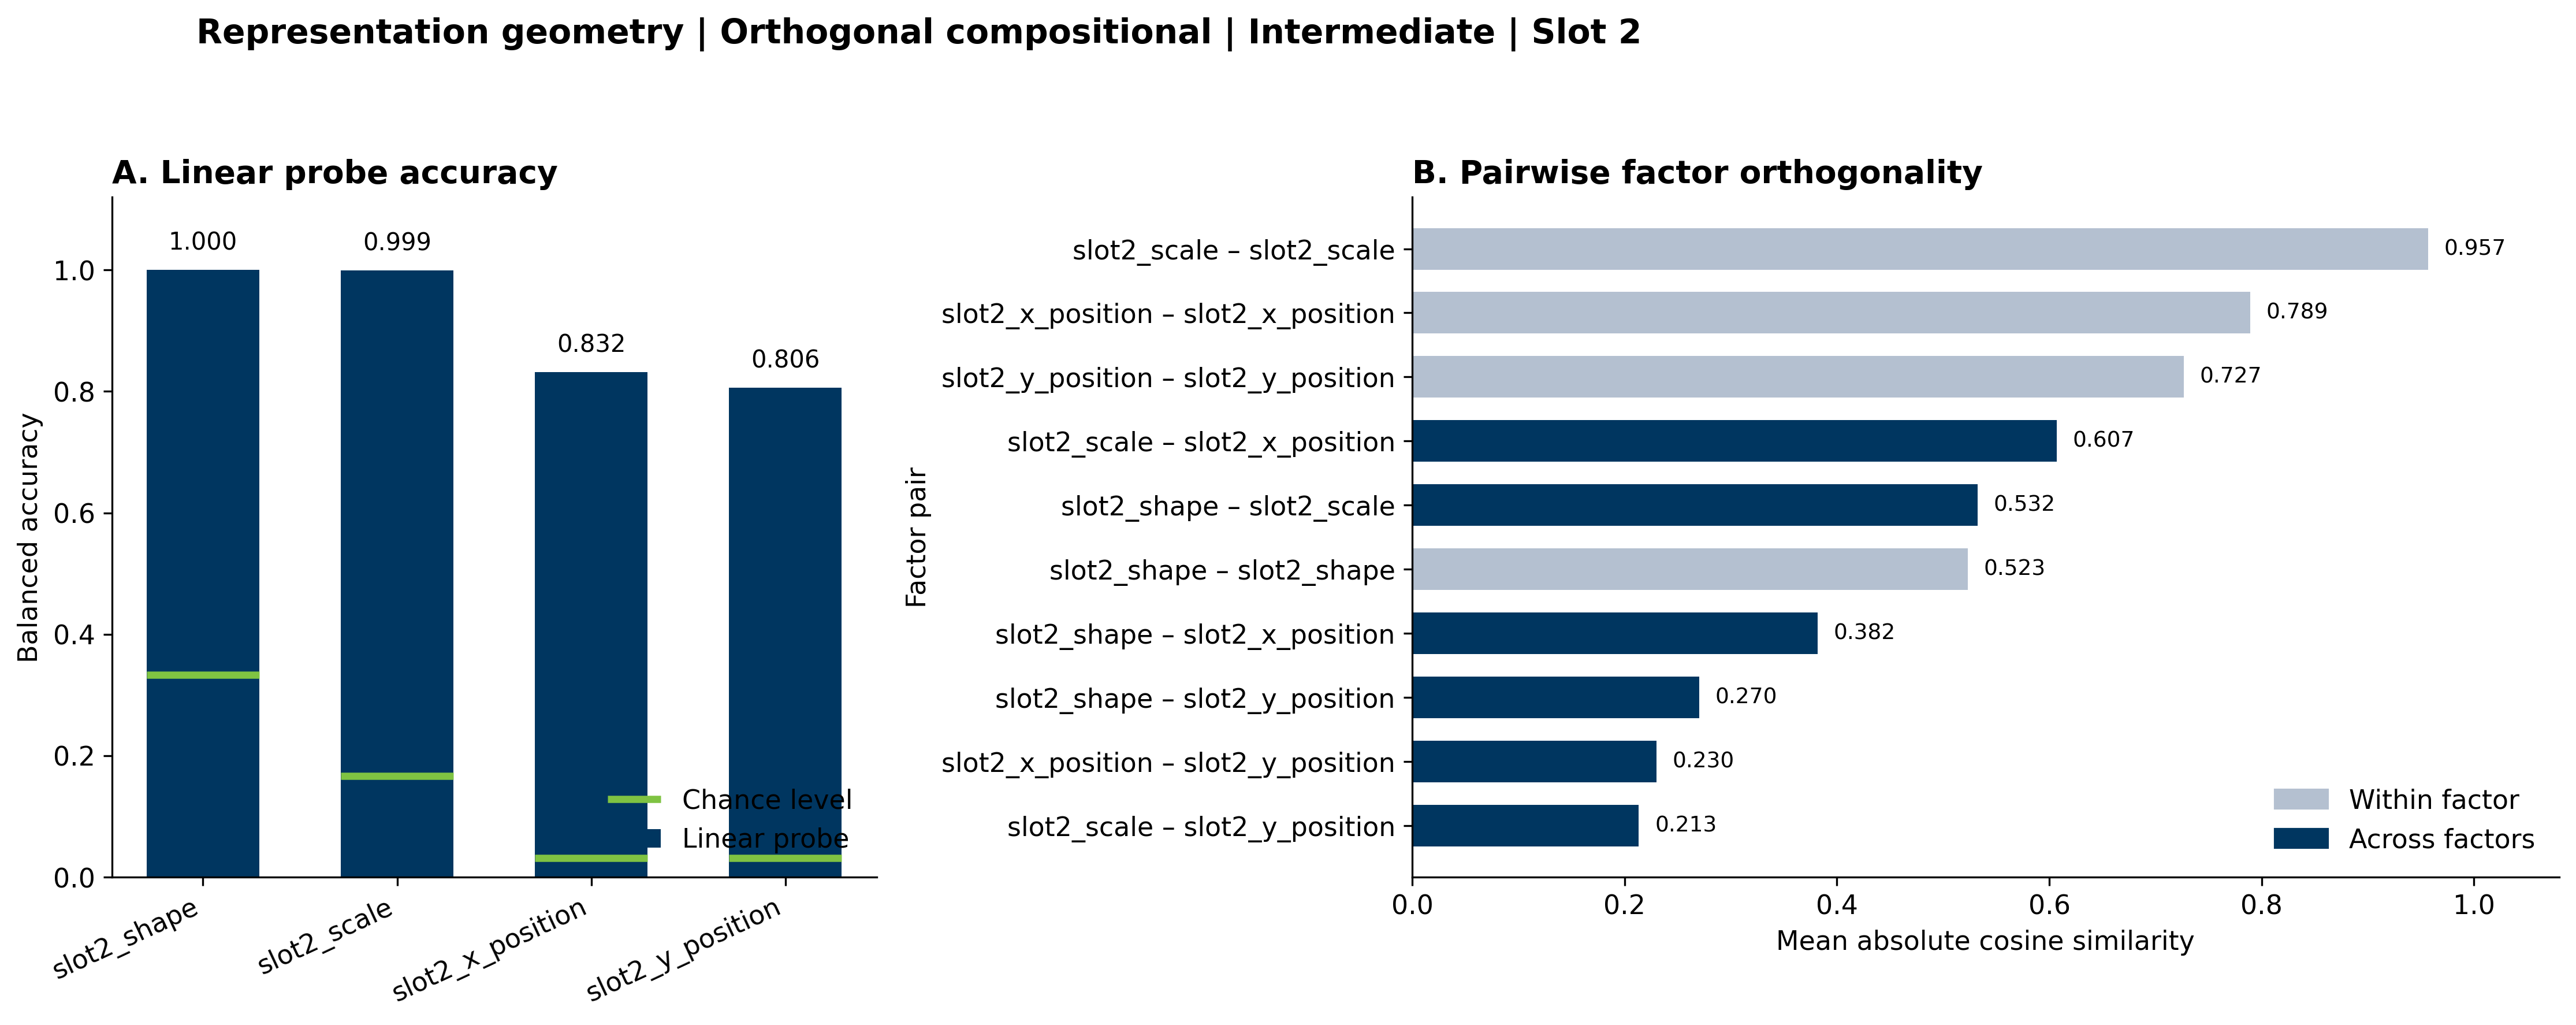 Representation geometry | Orthogonal compositional | Intermediate | Slot 2
A. Linear probe accuracy
Balanced accuracy
1.0
0.8
0.6
0.4
0.2
0.0
1.000
0.999
0.832
0.806
Chance level
Linear probe
slot2_shape
slot2_scale
slot2_x_position
slot2_y_position
B. Pairwise factor orthogonality
Factor pair
slot2_scale – slot2_scale
0.957
slot2_x_position – slot2_x_position
0.789
slot2_y_position – slot2_y_position
0.727
slot2_scale – slot2_x_position
0.607
slot2_shape – slot2_scale
0.532
slot2_shape – slot2_shape
0.523
slot2_shape – slot2_x_position
0.382
slot2_shape – slot2_y_position
0.270
slot2_x_position – slot2_y_position
0.230
slot2_scale – slot2_y_position
0.213
Within factor
Across factors
0.0
0.2
0.4
0.6
0.8
1.0
Mean absolute cosine similarity